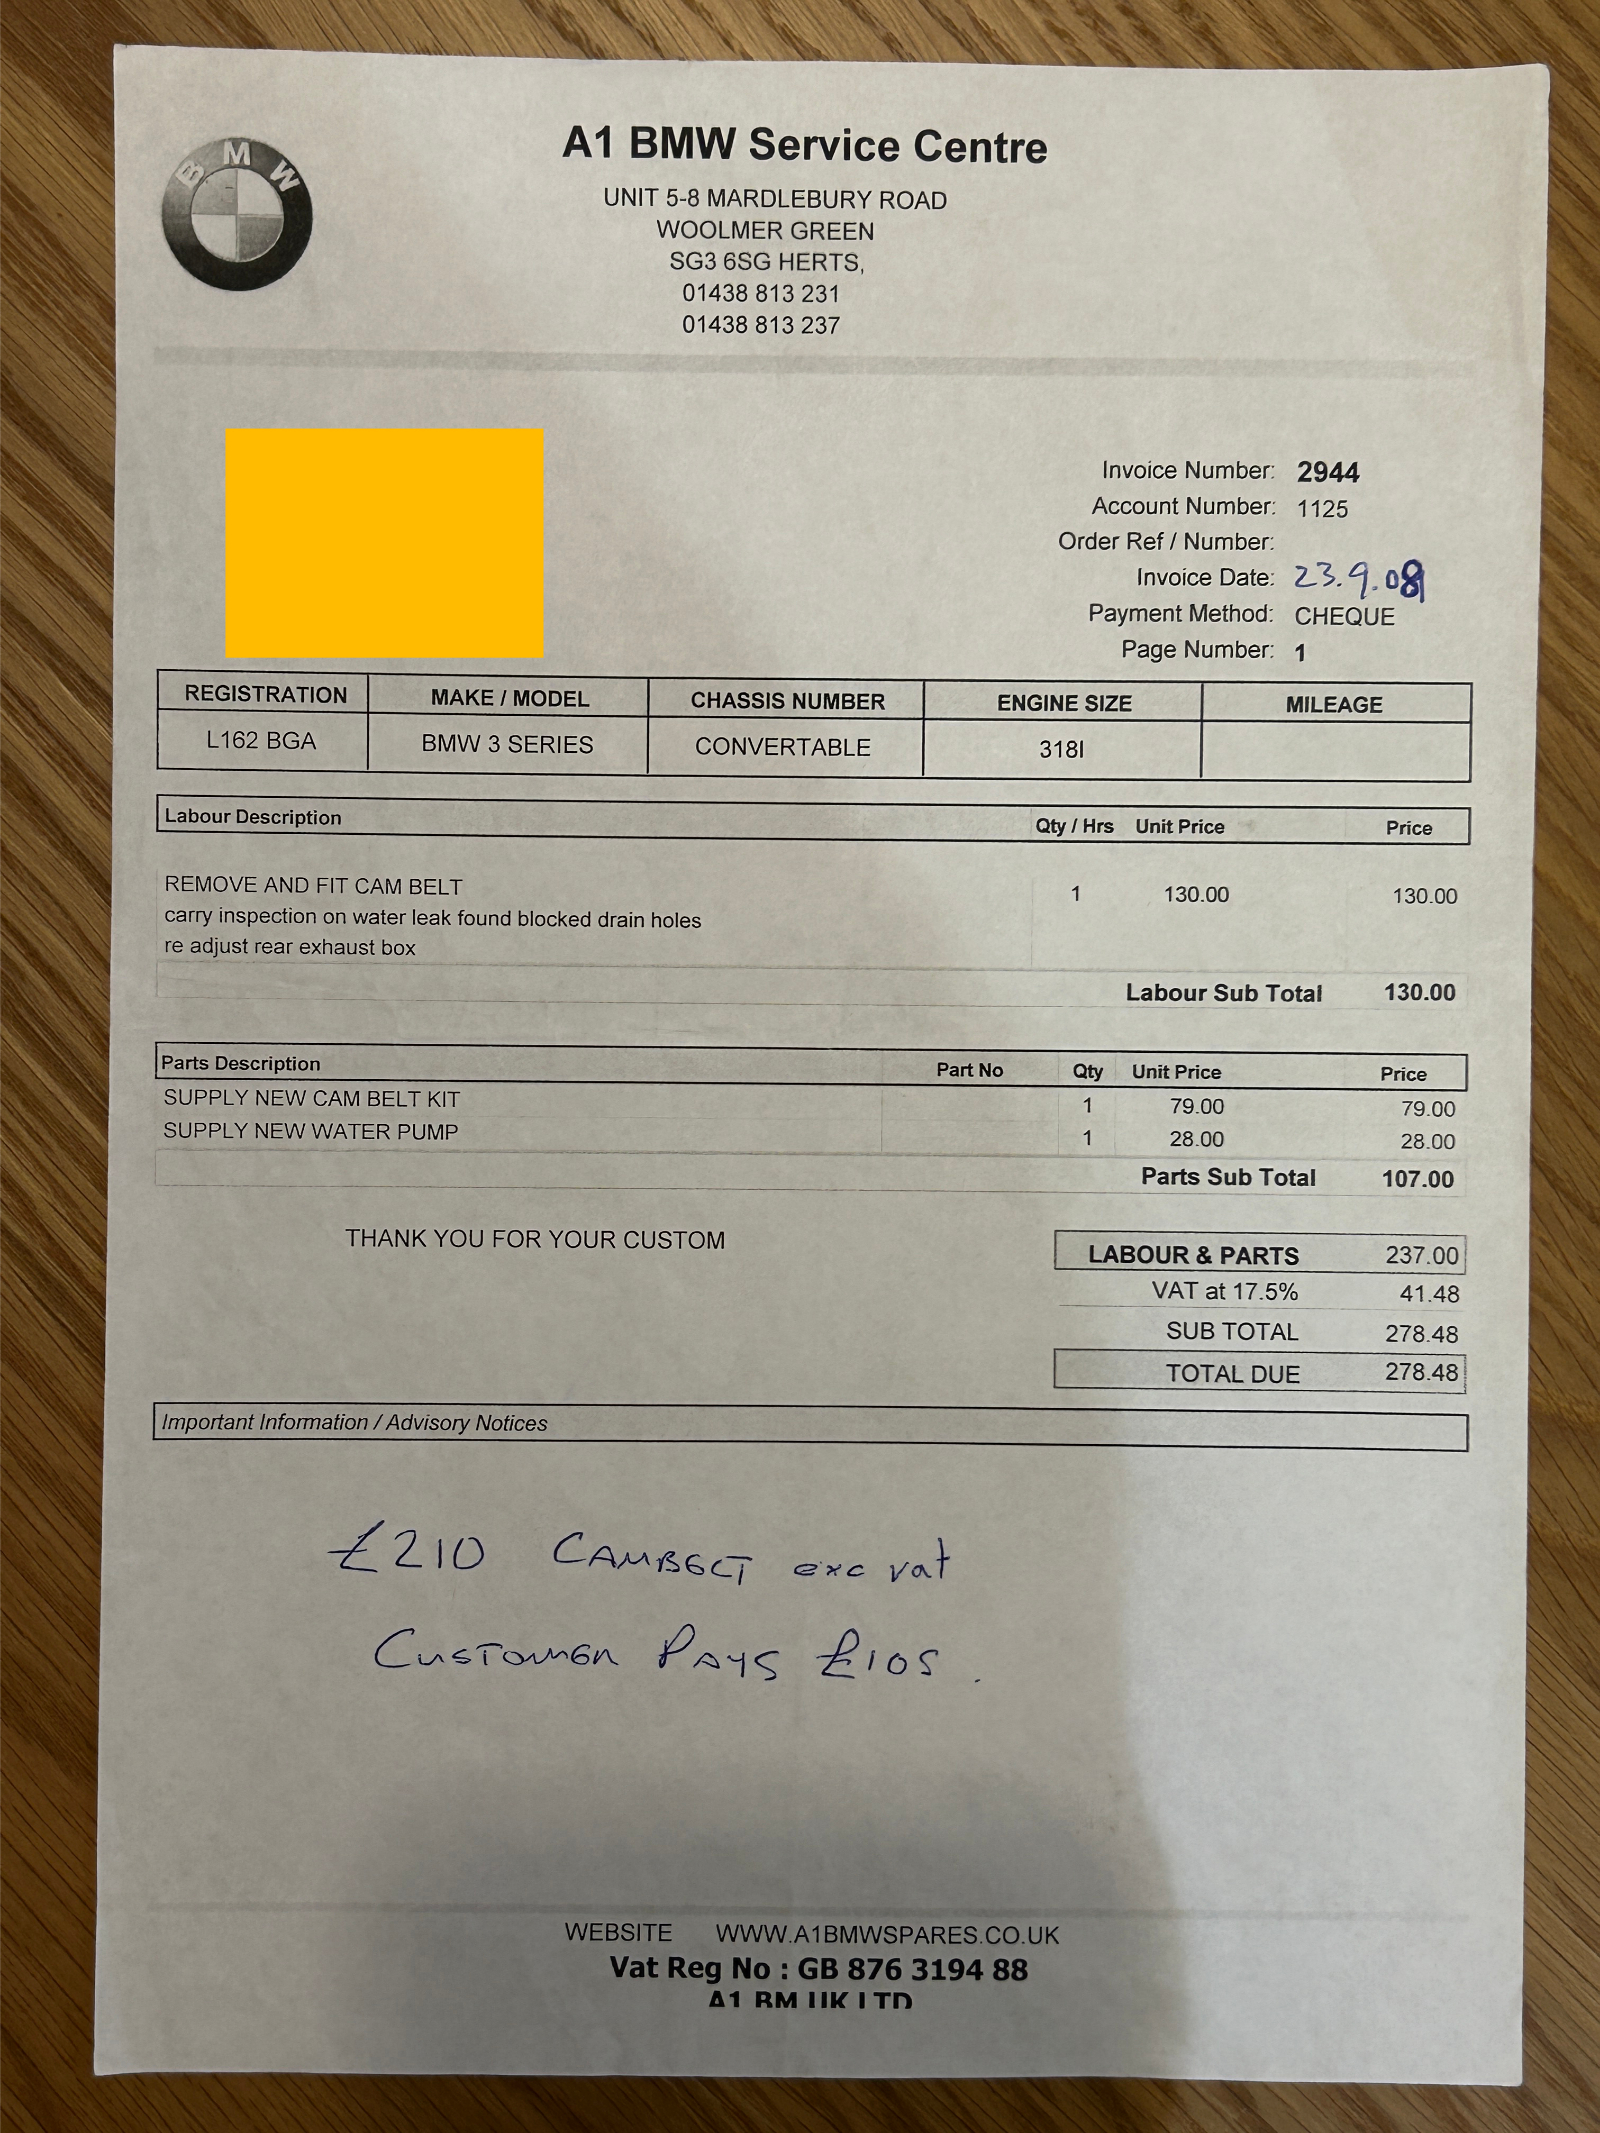 BMW
A1 BMW Service Centre
UNIT 5-8 MARDLEBURY ROAD
WOOLMER GREEN
SG3 6SG HERTS,
01438 813 231
01438 813 237
Invoice Number: 2944
Account Number: 1125
Order Ref / Number:
Invoice Date: 23.9.08
Payment Method: CHEQUE
Page Number: 1
REGISTRATION MAKE / MODEL CHASSIS NUMBER ENGINE SIZE MILEAGE
L162 BGA BMW 3 SERIES CONVERTABLE 318I
Labour Description Qty / Hrs Unit Price Price
REMOVE AND FIT CAM BELT 1 130.00 130.00
carry inspection on water leak found blocked drain holes
re adjust rear exhaust box
Labour Sub Total 130.00
Parts Description Part No Qty Unit Price Price
SUPPLY NEW CAM BELT KIT 1 79.00 79.00
SUPPLY NEW WATER PUMP 1 28.00 28.00
Parts Sub Total 107.00
THANK YOU FOR YOUR CUSTOM
LABOUR & PARTS 237.00
VAT at 17.5% 41.48
SUB TOTAL 278.48
TOTAL DUE 278.48
Important Information / Advisory Notices
£210 CAMBELT exc vat
CUSTOMER PAYS £105.
WEBSITE WWW.A1BMWSPARES.CO.UK
Vat Reg No : GB 876 3194 88
A1 BM UK LTD